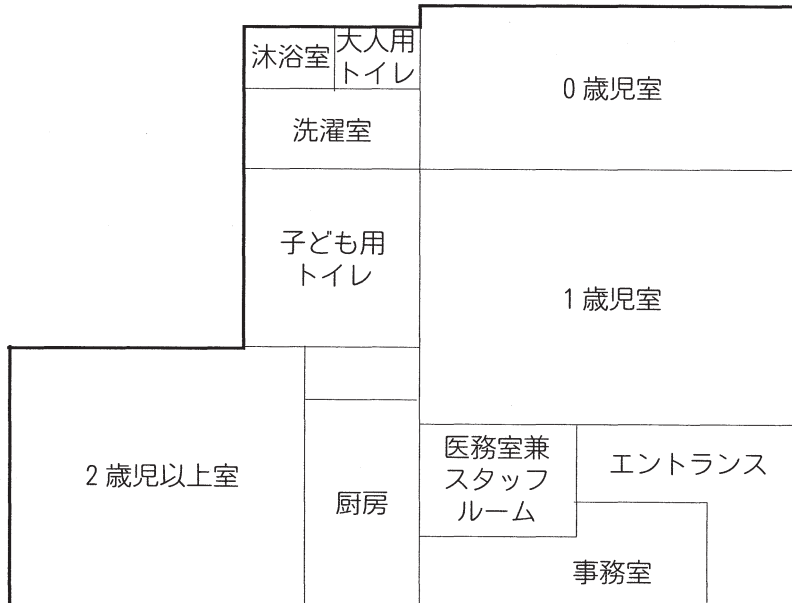 沐浴室
大人用
トイレ
0歳児室
洗濯室
子ども用
トイレ
1歳児室
2歳児以上室
厨房
医務室兼
スタッフ
ルーム
エントランス
事務室